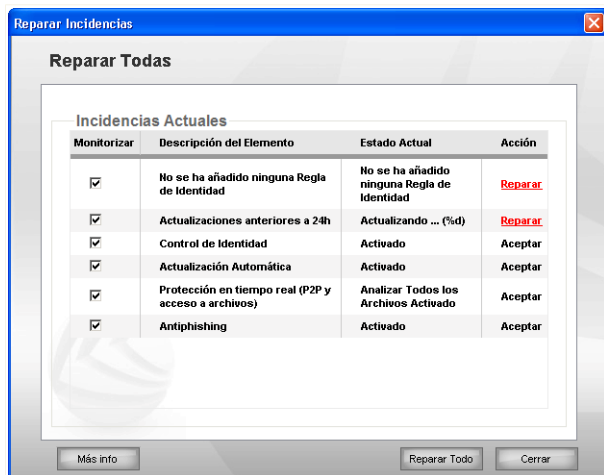 Reparar Incidencias
Reparar Todas
Incidencias Actuales
Monitorizar Descripción del Elemento Estado Actual Acción
No se ha añadido ninguna Regla
de Identidad
No se ha añadido
ninguna Regla de
Identidad
Reparar
Actualizaciones anteriores a 24h Actualizando ... (%d) Reparar
Control de Identidad Activado Aceptar
Actualización Automática Activado Aceptar
Protección en tiempo real (P2P y
acceso a archivos)
Analizar Todos los
Archivos Activado
Aceptar
Antiphishing Activado Aceptar
Más info Reparar Todo Cerrar